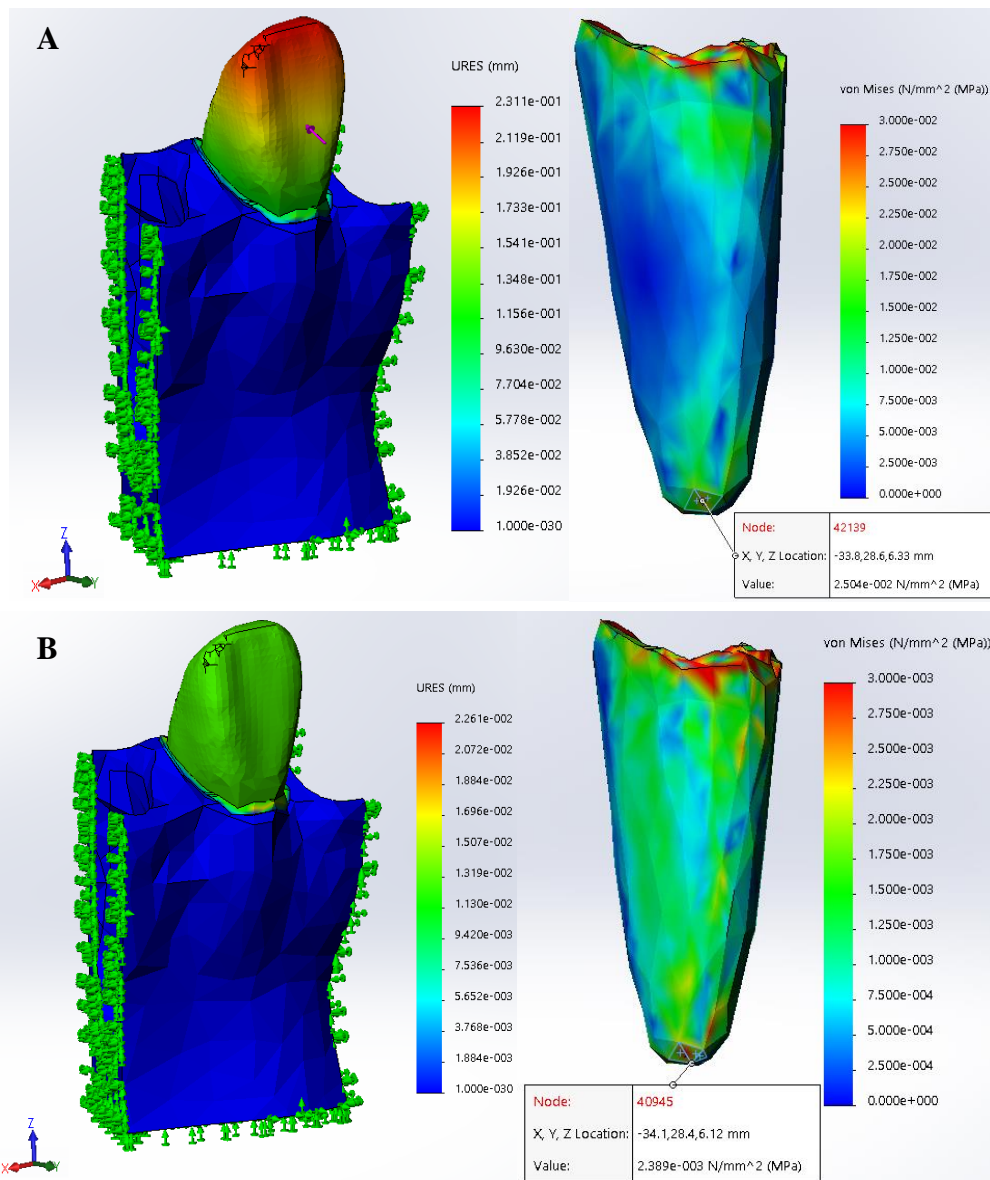 A
URES (mm)
2.311e-001
2.119e-001
1.926e-001
1.733e-001
1.541e-001
1.348e-001
1.156e-001
9.630e-002
7.704e-002
5.778e-002
3.852e-002
1.926e-002
1.000e-030
von Mises (N/mm^2 (MPa))
3.000e-002
2.750e-002
2.500e-002
2.250e-002
2.000e-002
1.750e-002
1.500e-002
1.250e-002
1.000e-002
7.500e-003
5.000e-003
2.500e-003
0.000e+000
Node: 42139
X, Y, Z Location: -33.8,28.6,6.33 mm
Value: 2.504e-002 N/mm^2 (MPa)
Z
X
Y
B
URES (mm)
2.261e-002
2.072e-002
1.884e-002
1.696e-002
1.507e-002
1.319e-002
1.130e-002
9.420e-003
7.536e-003
5.652e-003
3.768e-003
1.884e-003
1.000e-030
von Mises (N/mm^2 (MPa))
3.000e-003
2.750e-003
2.500e-003
2.250e-003
2.000e-003
1.750e-003
1.500e-003
1.250e-003
1.000e-003
7.500e-004
5.000e-004
2.500e-004
0.000e+000
Node: 40945
X, Y, Z Location: -34.1,28.4,6.12 mm
Value: 2.389e-003 N/mm^2 (MPa)
Z
X
Y